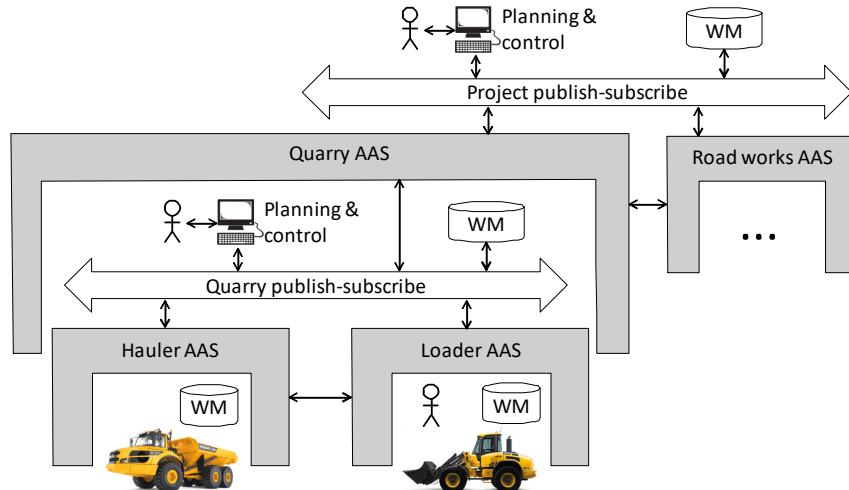 Planning &
control
WM
Project publish-subscribe
Quarry AAS
Road works AAS
Planning &
control
WM
...
Quarry publish-subscribe
Hauler AAS
Loader AAS
WM
WM